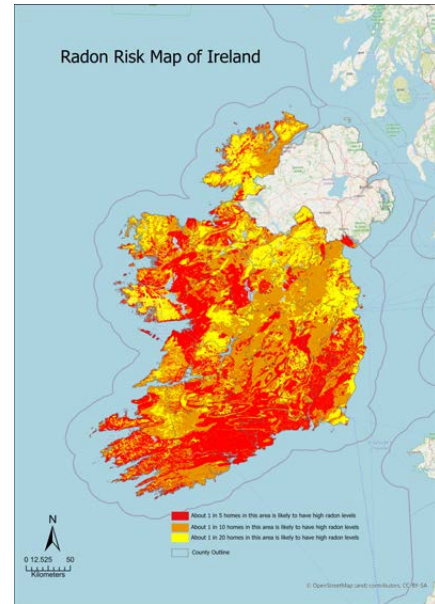 Radon Risk Map of Ireland
About 1 in 5 homes in this area is likely to have high radon levels
About 1 in 10 homes in this area is likely to have high radon levels
About 1 in 20 homes in this area is likely to have high radon levels
County Outline
N
0 12.525 50
Kilometers
© OpenStreetMap (and) contributors, CC-BY-SA